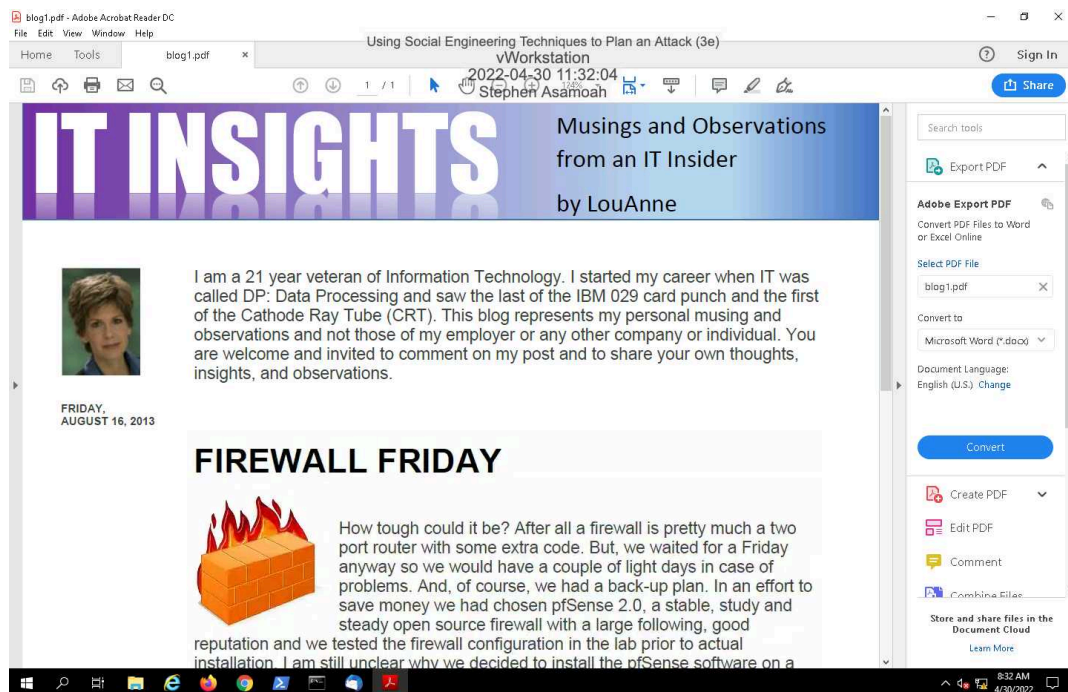 blog1.pdf - Adobe Acrobat Reader DC
File Edit View Window Help
Using Social Engineering Techniques to Plan an Attack (3e)
vWorkstation
2022-04-30 11:32:04
Stephen Asamoah
Home Tools blog1.pdf × Sign In
1 / 1 124% Share
IT INSIGHTS
Musings and Observations
from an IT Insider
by LouAnne
I am a 21 year veteran of Information Technology. I started my career when IT was
called DP: Data Processing and saw the last of the IBM 029 card punch and the first
of the Cathode Ray Tube (CRT). This blog represents my personal musing and
observations and not those of my employer or any other company or individual. You
are welcome and invited to comment on my post and to share your own thoughts,
insights, and observations.
FRIDAY,
AUGUST 16, 2013
FIREWALL FRIDAY
How tough could it be? After all a firewall is pretty much a two
port router with some extra code. But, we waited for a Friday
anyway so we would have a couple of light days in case of
problems. And, of course, we had a back-up plan. In an effort to
save money we had chosen pfSense 2.0, a stable, study and
steady open source firewall with a large following, good
reputation and we tested the firewall configuration in the lab prior to actual
installation. I am still unclear why we decided to install the pfSense software on a
Search tools
Export PDF
Adobe Export PDF
Convert PDF Files to Word
or Excel Online
Select PDF File
blog1.pdf
Convert to
Microsoft Word (*.docx)
Document Language:
English (U.S.) Change
Convert
Create PDF
Edit PDF
Comment
Combine Files
Store and share files in the
Document Cloud
Learn More
8:32 AM
4/30/2022